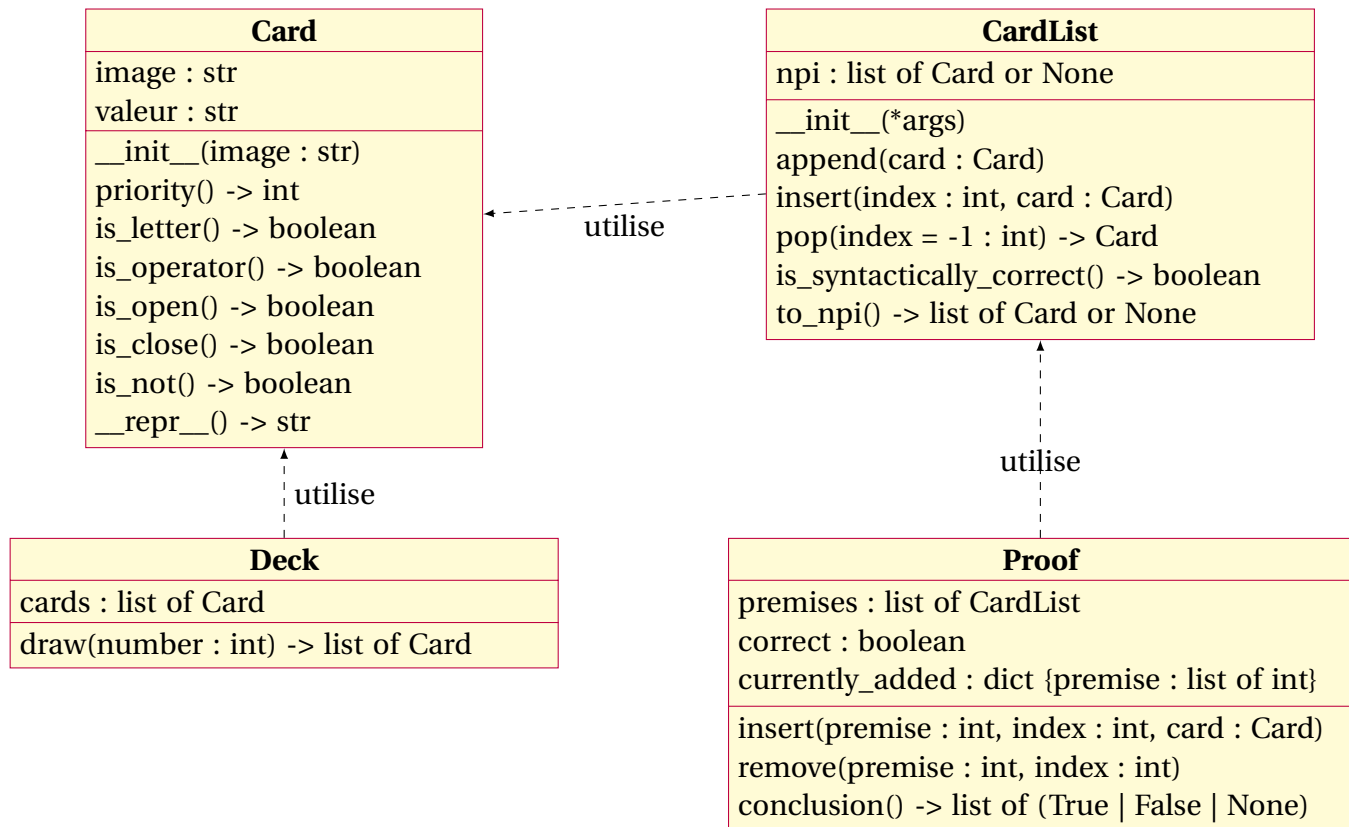 Card
image : str
valeur : str
__init__(image : str)
priority() -> int
is_letter() -> boolean
is_operator() -> boolean
is_open() -> boolean
is_close() -> boolean
is_not() -> boolean
__repr__() -> str
utilise
CardList
npi : list of Card or None
__init__(*args)
append(card : Card)
insert(index : int, card : Card)
pop(index = -1 : int) -> Card
is_syntactically_correct() -> boolean
to_npi() -> list of Card or None
utilise
utilise
Deck
cards : list of Card
draw(number : int) -> list of Card
Proof
premises : list of CardList
correct : boolean
currently_added : dict {premise : list of int}
insert(premise : int, index : int, card : Card)
remove(premise : int, index : int)
conclusion() -> list of (True | False | None)